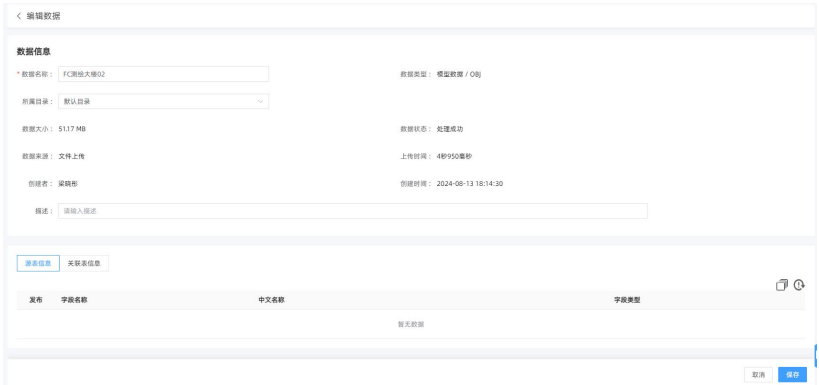 编辑数据
数据信息
* 数据名称： FC测绘大楼02 数据类型： 模型数据 / OBJ
所属目录： 默认目录
数据大小： 51.17 MB 数据状态： 处理成功
数据来源： 文件上传 上传时间： 4秒950毫秒
创建者： 梁晓彤 创建时间： 2024-08-13 18:14:30
描述： 请输入描述
源表信息 关联表信息
发布 字段名称 中文名称 字段类型
暂无数据
取消 保存